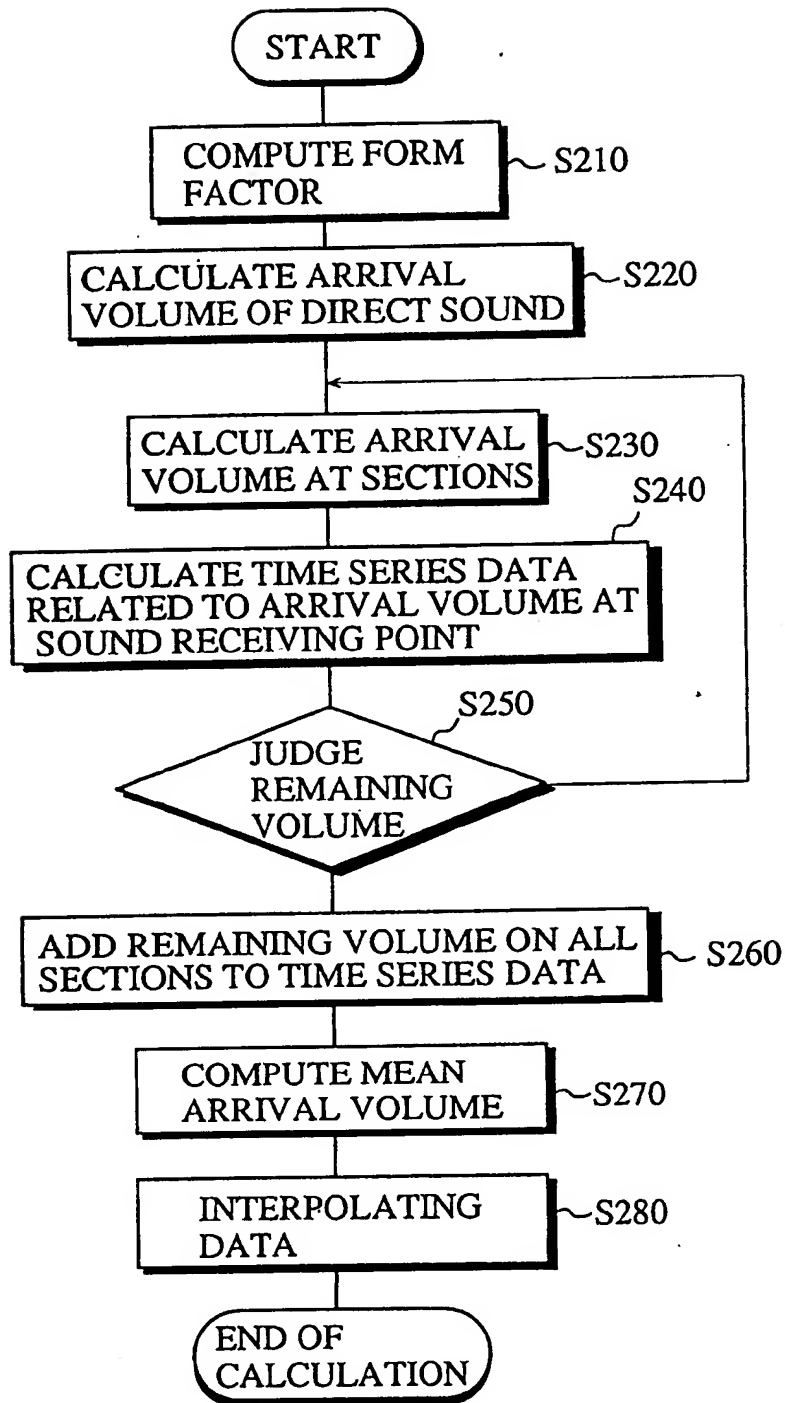 START
COMPUTE FORM
FACTOR
S210
CALCULATE ARRIVAL
VOLUME OF DIRECT SOUND
S220
CALCULATE ARRIVAL
VOLUME AT SECTIONS
S230
S240
CALCULATE TIME SERIES DATA
RELATED TO ARRIVAL VOLUME AT
SOUND RECEIVING POINT
S250
JUDGE
REMAINING
VOLUME
ADD REMAINING VOLUME ON ALL
SECTIONS TO TIME SERIES DATA
S260
COMPUTE MEAN
ARRIVAL VOLUME
S270
INTERPOLATING
DATA
S280
END OF
CALCULATION